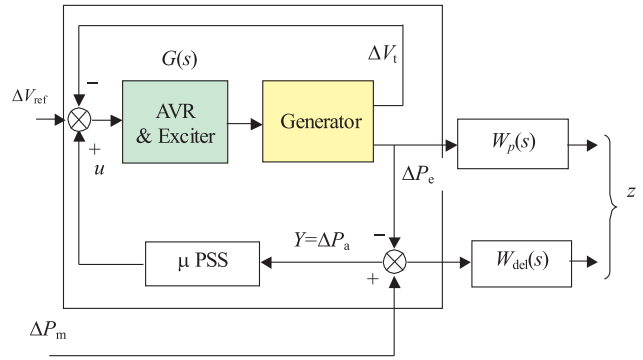 ΔVt
G(s)
−
ΔVref
AVR
& Exciter
Generator
Wp(s)
+
u
ΔPe
z
−
Y=ΔPa
μ PSS
+
Wdel(s)
ΔPm